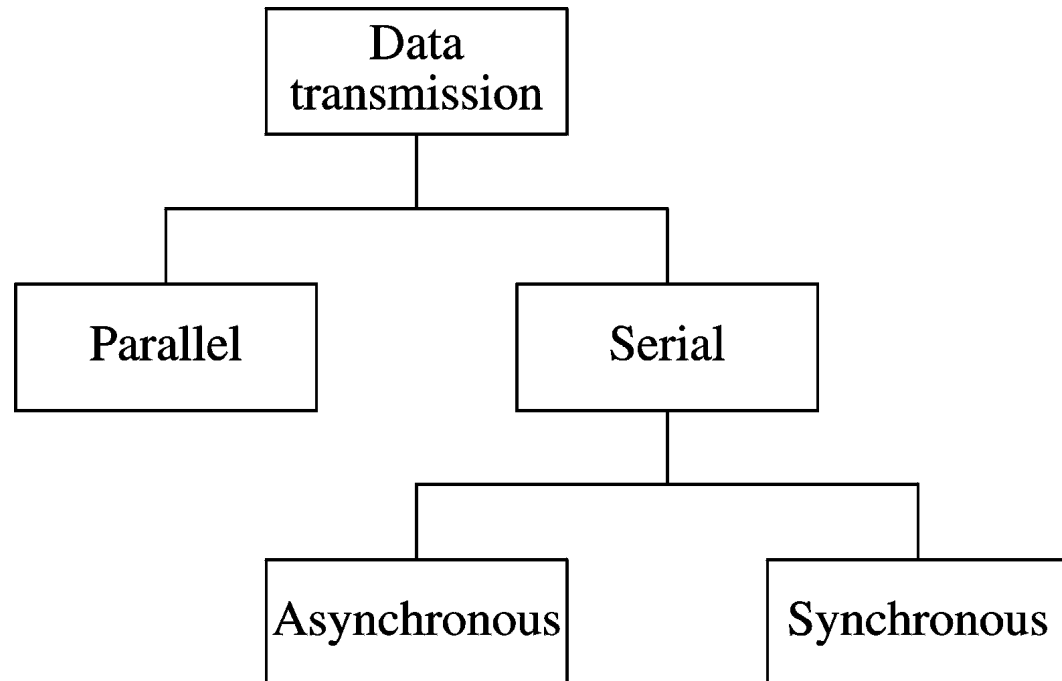 Data
transmission
Parallel
Serial
Asynchronous
Synchronous